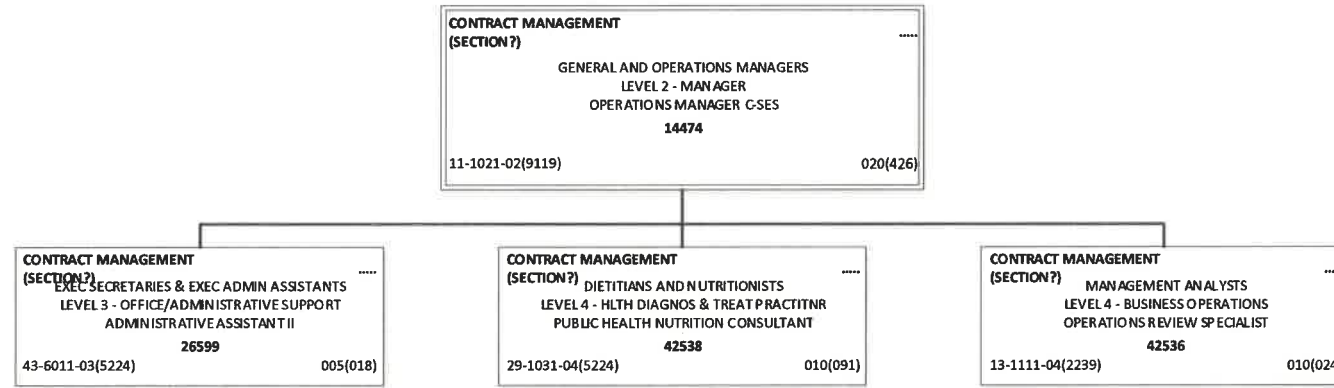 CONTRACT MANAGEMENT
(SECTION?) .....
GENERAL AND OPERATIONS MANAGERS
LEVEL 2 - MANAGER
OPERATIONS MANAGER C-SES
14474
11-1021-02(9119) 020(426)
CONTRACT MANAGEMENT
(SECTION?) .....
EXEC SECRETARIES & EXEC ADMIN ASSISTANTS
LEVEL 3 - OFFICE/ADMINISTRATIVE SUPPORT
ADMINISTRATIVE ASSISTANT II
26599
43-6011-03(5224) 005(018)
CONTRACT MANAGEMENT
(SECTION?) .....
DIETITIANS AND NUTRITIONISTS
LEVEL 4 - HLTH DIAGNOS & TREAT PRACTITNR
PUBLIC HEALTH NUTRITION CONSULTANT
42538
29-1031-04(5224) 010(091)
CONTRACT MANAGEMENT
(SECTION?) ...
MANAGEMENT ANALYSTS
LEVEL 4 - BUSINESS OPERATIONS
OPERATIONS REVIEW SPECIALIST
42536
13-1111-04(2239) 010(024